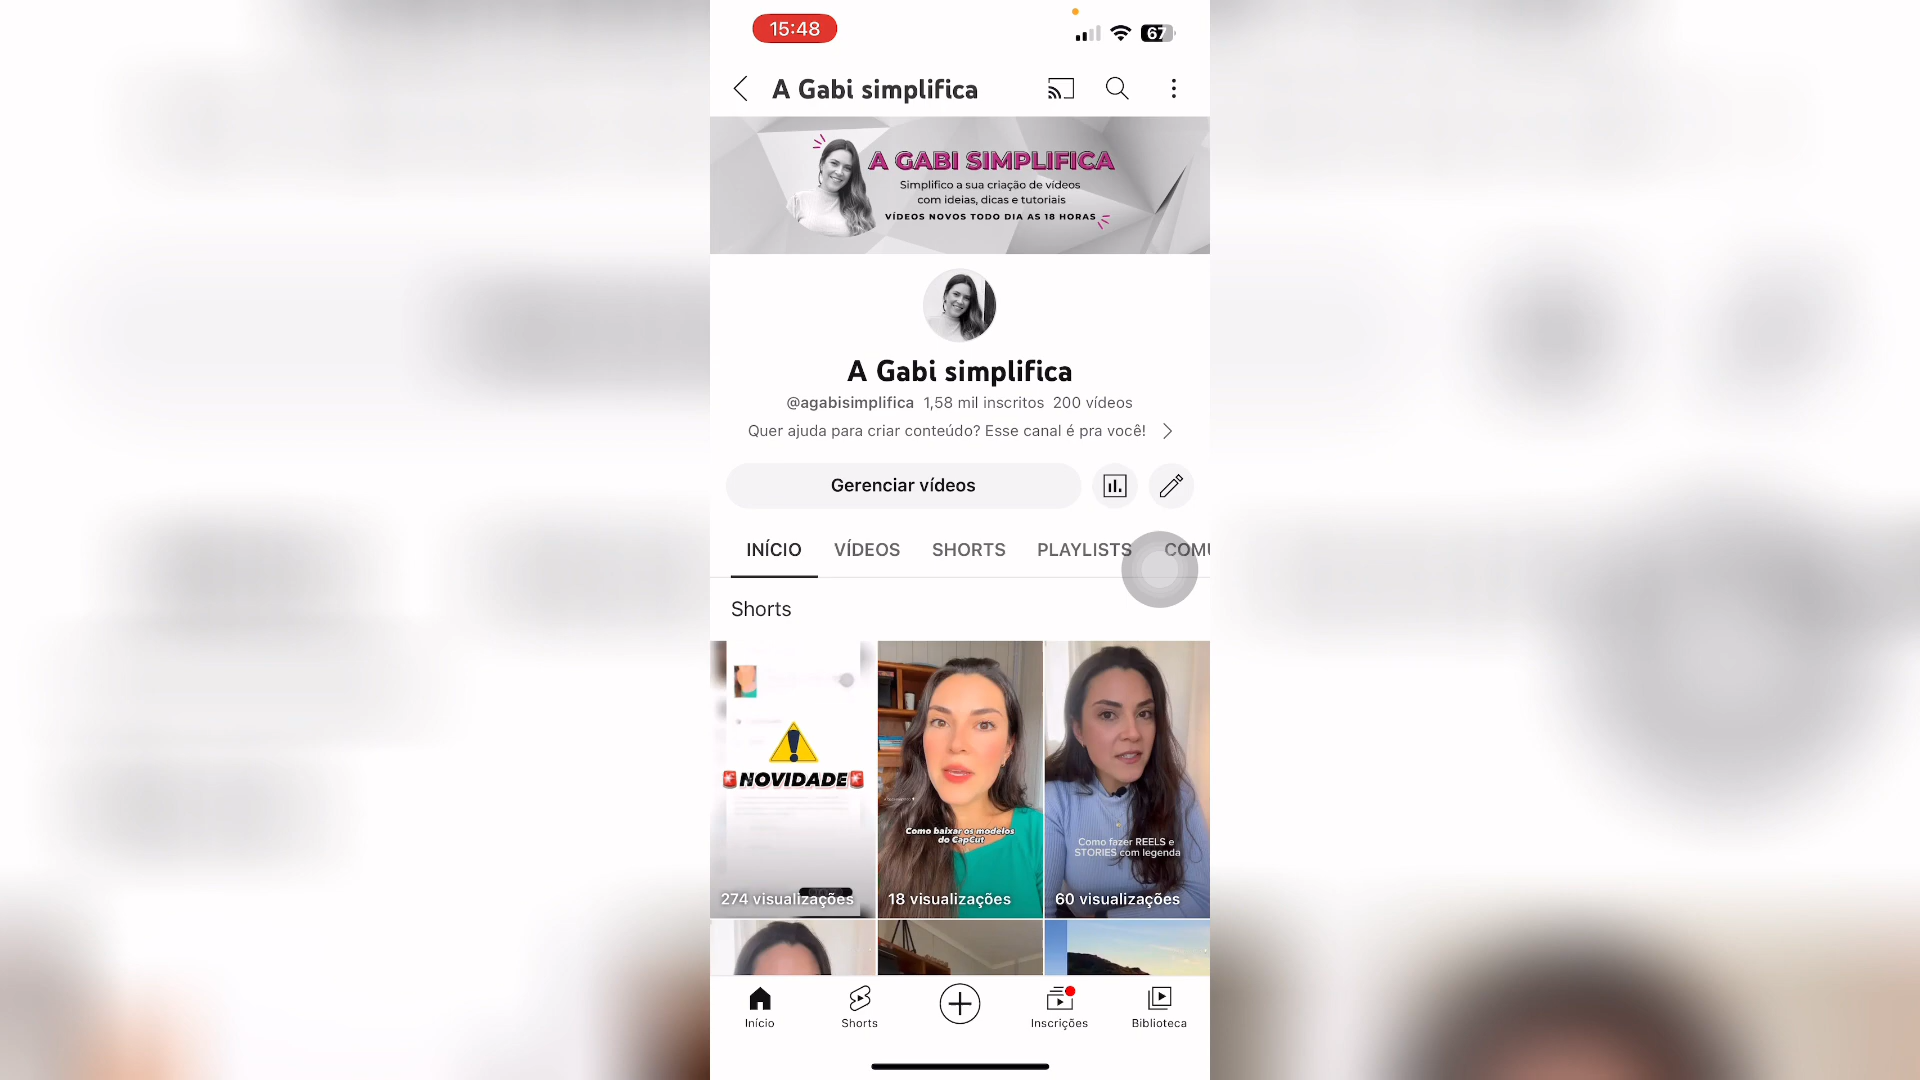 15:48
67
A Gabi simplifica
A GABI SIMPLIFICA
Simplifico a sua criação de vídeos
com ideias, dicas e tutoriais
VÍDEOS NOVOS TODO DIA AS 18 HORAS
A Gabi simplifica
@agabisimplifica 1,58 mil inscritos 200 vídeos
Quer ajuda para criar conteúdo? Esse canal é pra você!
Gerenciar vídeos
INÍCIO VÍDEOS SHORTS PLAYLISTS COMU
Shorts
NOVIDADE
274 visualizações
Como baixar os modelos
do CapCut
18 visualizações
Como fazer REELS e
STORIES com legenda
60 visualizações
Início Shorts Inscrições Biblioteca